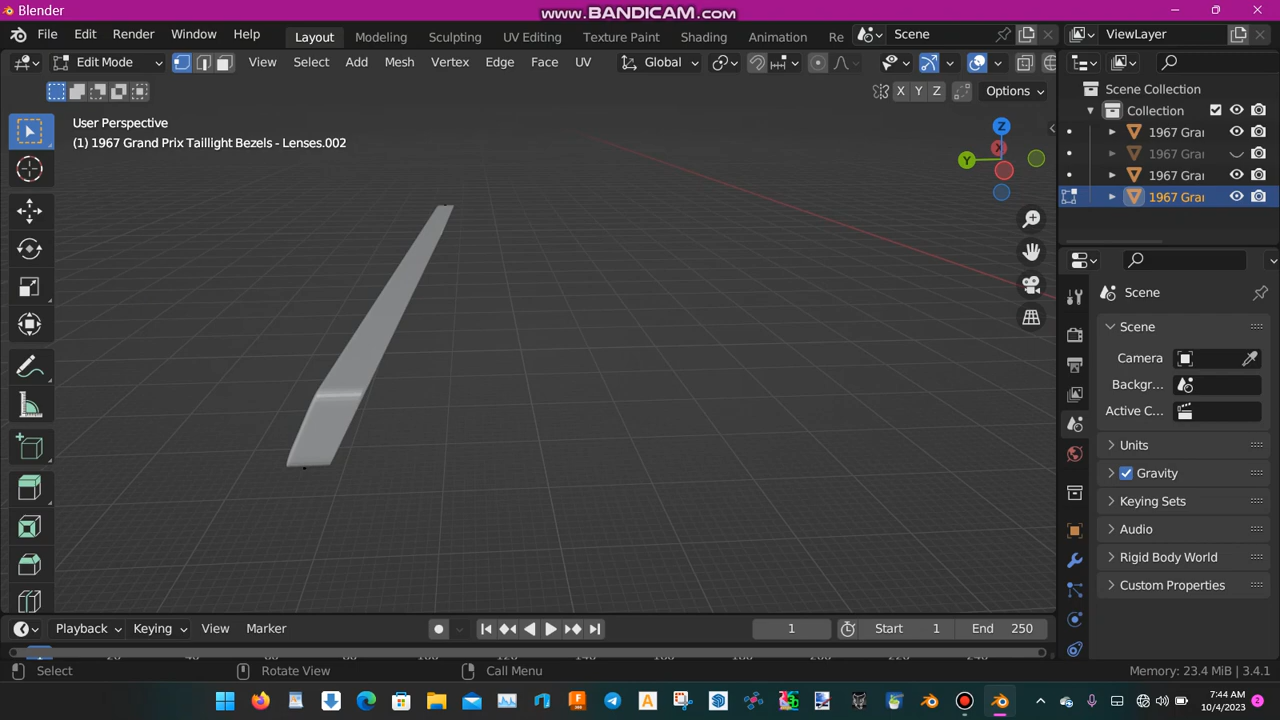 Blender
www.BANDICAM.com
File Edit Render Window Help Layout Modeling Sculpting UV Editing Texture Paint Shading Animation Re Scene ViewLayer
Edit Mode View Select Add Mesh Vertex Edge Face UV Global
X Y Z Options
User Perspective
(1) 1967 Grand Prix Taillight Bezels - Lenses.002
Z
X
Y
Scene Collection
Collection
1967 Gra
1967 Gra
1967 Gra
1967 Gra
Scene
Scene
Camera
Backgr...
Active C...
Units
Gravity
Keying Sets
Audio
Rigid Body World
Custom Properties
Playback Keying View Marker 1 Start 1 End 250
Select Rotate View Call Menu Memory: 23.4 MiB | 3.4.1
7:44 AM
10/4/2023
2